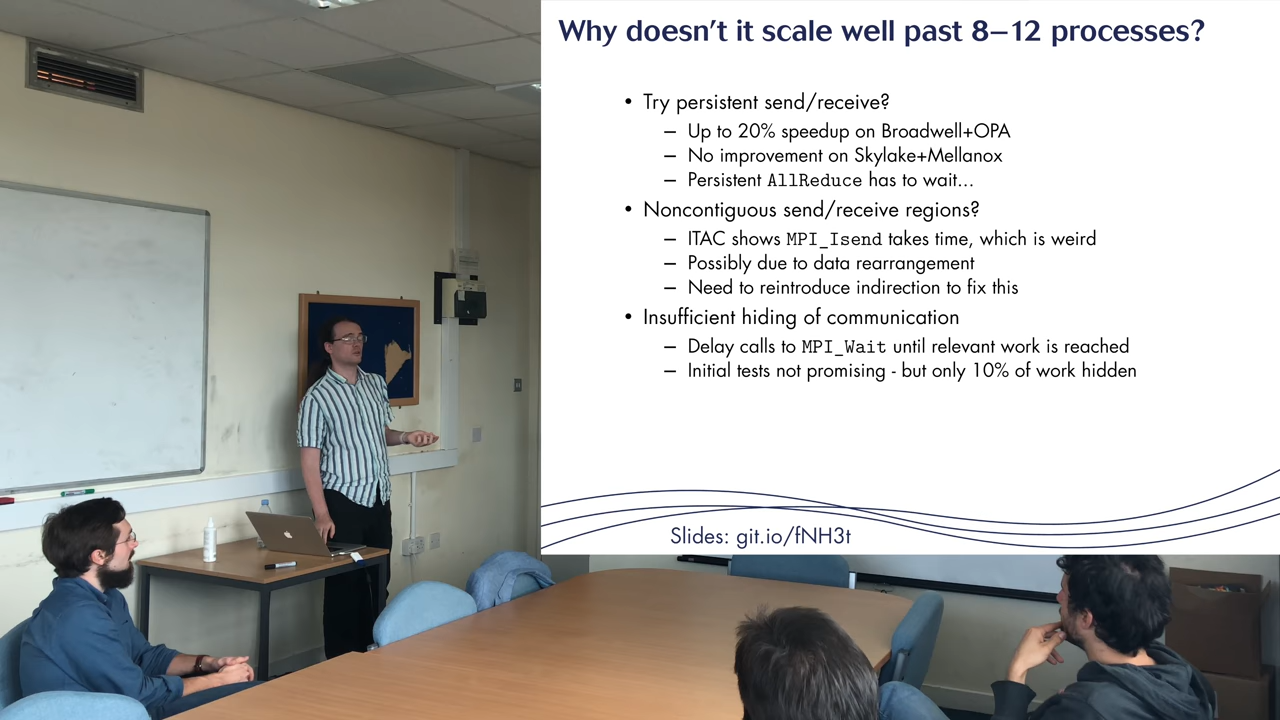 Why doesn't it scale well past 8–12 processes?
• Try persistent send/receive?
– Up to 20% speedup on Broadwell+OPA
– No improvement on Skylake+Mellanox
– Persistent AllReduce has to wait...
• Noncontiguous send/receive regions?
– ITAC shows MPI_Isend takes time, which is weird
– Possibly due to data rearrangement
– Need to reintroduce indirection to fix this
• Insufficient hiding of communication
– Delay calls to MPI_Wait until relevant work is reached
– Initial tests not promising - but only 10% of work hidden
Slides: git.io/fNH3t